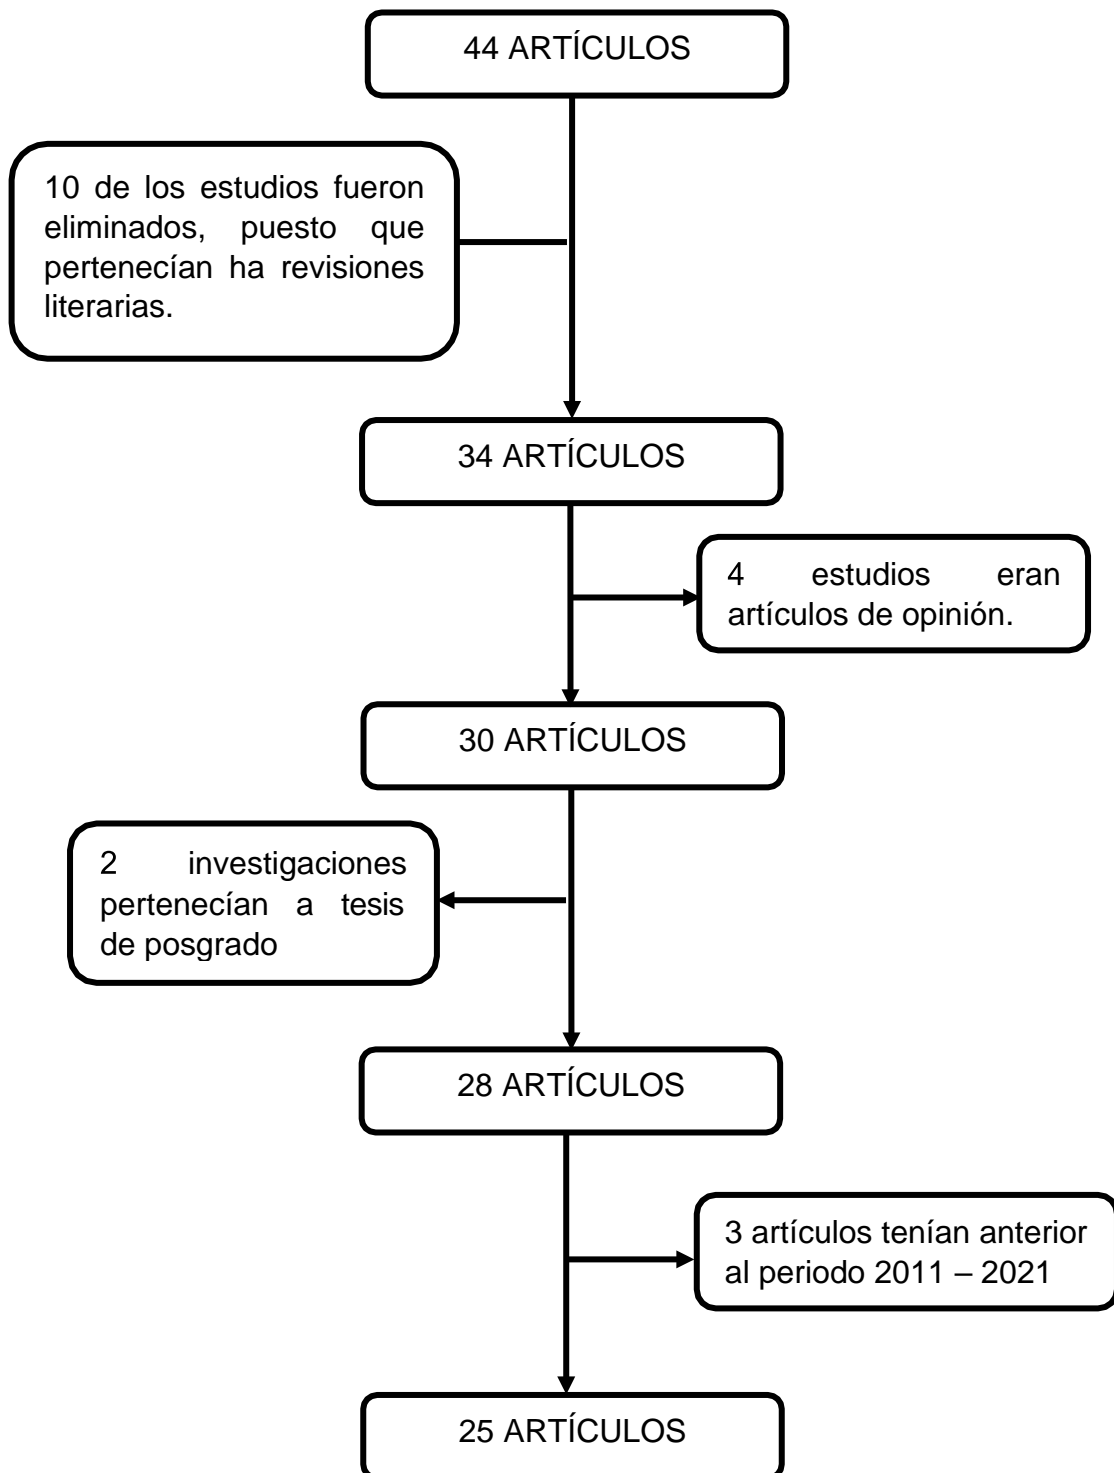 44 ARTÍCULOS
10 de los estudios fueron
eliminados, puesto que
pertenecían ha revisiones
literarias.
34 ARTÍCULOS
4 estudios eran
artículos de opinión.
30 ARTÍCULOS
2 investigaciones
pertenecían a tesis
de posgrado
28 ARTÍCULOS
3 artículos tenían anterior
al periodo 2011 – 2021
25 ARTÍCULOS